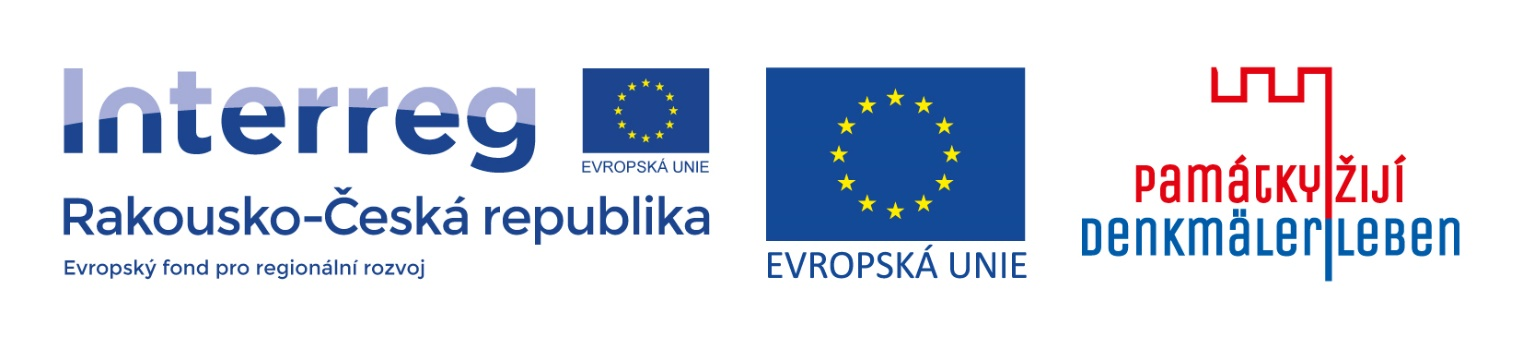 Interreg
EVROPSKÁ UNIE
Rakousko-Česká republika
Evropský fond pro regionální rozvoj
EVROPSKÁ UNIE
Památky žijí
Denkmäler leben